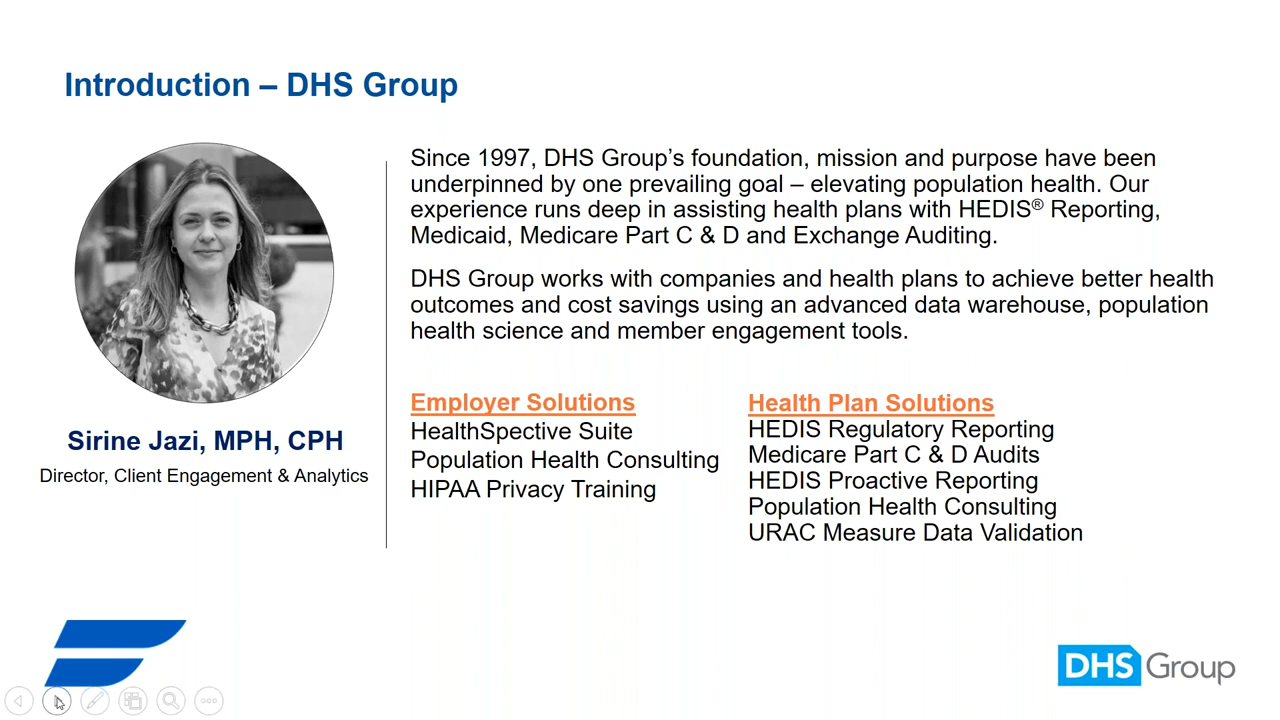 Introduction – DHS Group
Since 1997, DHS Group’s foundation, mission and purpose have been
underpinned by one prevailing goal – elevating population health. Our
experience runs deep in assisting health plans with HEDIS® Reporting,
Medicaid, Medicare Part C & D and Exchange Auditing.
DHS Group works with companies and health plans to achieve better health
outcomes and cost savings using an advanced data warehouse, population
health science and member engagement tools.
Sirine Jazi, MPH, CPH
Director, Client Engagement & Analytics
Employer Solutions
HealthSpective Suite
Population Health Consulting
HIPAA Privacy Training
Health Plan Solutions
HEDIS Regulatory Reporting
Medicare Part C & D Audits
HEDIS Proactive Reporting
Population Health Consulting
URAC Measure Data Validation
DHS Group